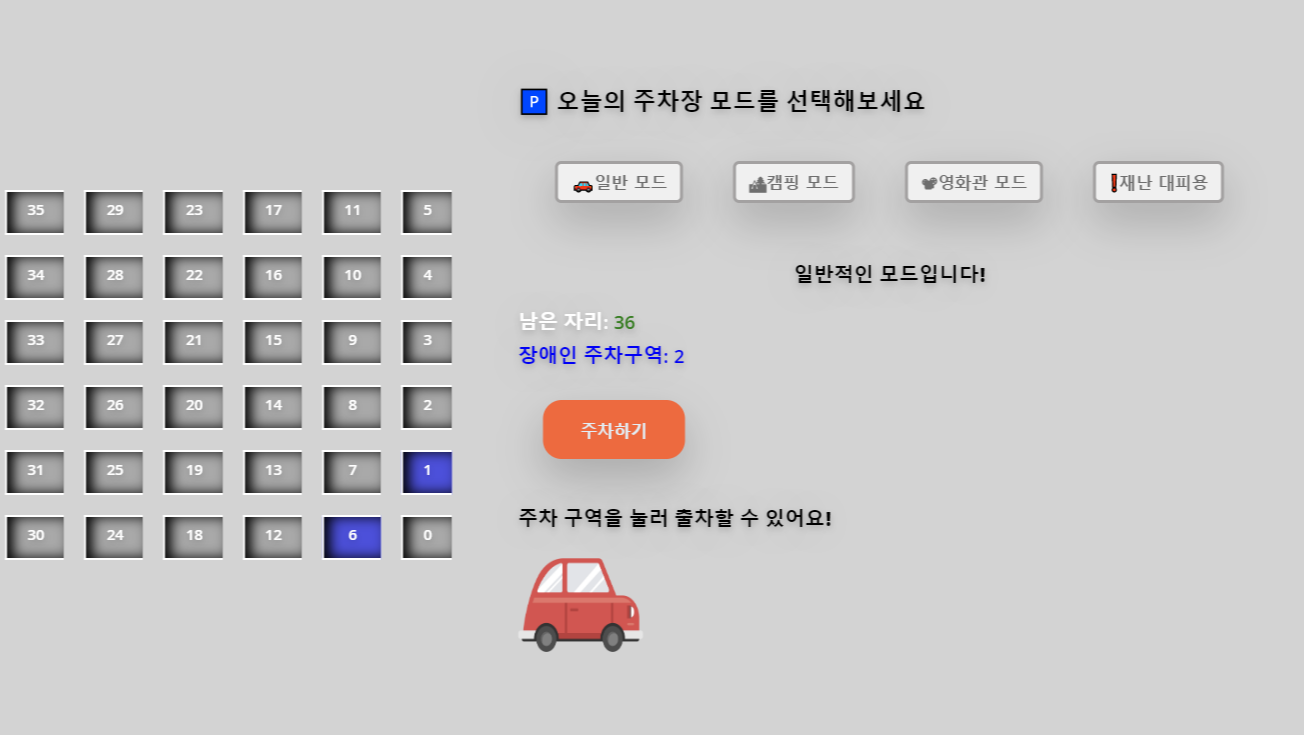 P 오늘의 주차장 모드를 선택해보세요
🚗일반 모드 🏕캠핑 모드 📽영화관 모드 ❗재난 대피용
일반적인 모드입니다!
남은 자리: 36
장애인 주차구역: 2
주차하기
주차 구역을 눌러 출차할 수 있어요!
35 29 23 17 11 5
34 28 22 16 10 4
33 27 21 15 9 3
32 26 20 14 8 2
31 25 19 13 7 1
30 24 18 12 6 0